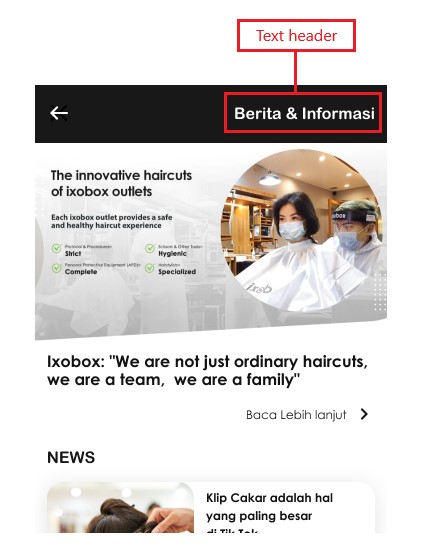 Text header
Berita & Informasi
The innovative haircuts
of ixobox outlets
Each ixobox outlet provides a safe
and healthy haircut experience
Protocol & Procedures
Strict
Scissors & Other Tools
Hygienic
Personal Protective Equipment (APDs)
Complete
Hairstylist
Specialized
ixobox
Ixobox: "We are not just ordinary haircuts,
we are a team, we are a family"
Baca Lebih lanjut
NEWS
Klip Cakar adalah hal
yang paling besar
di Tik Tok